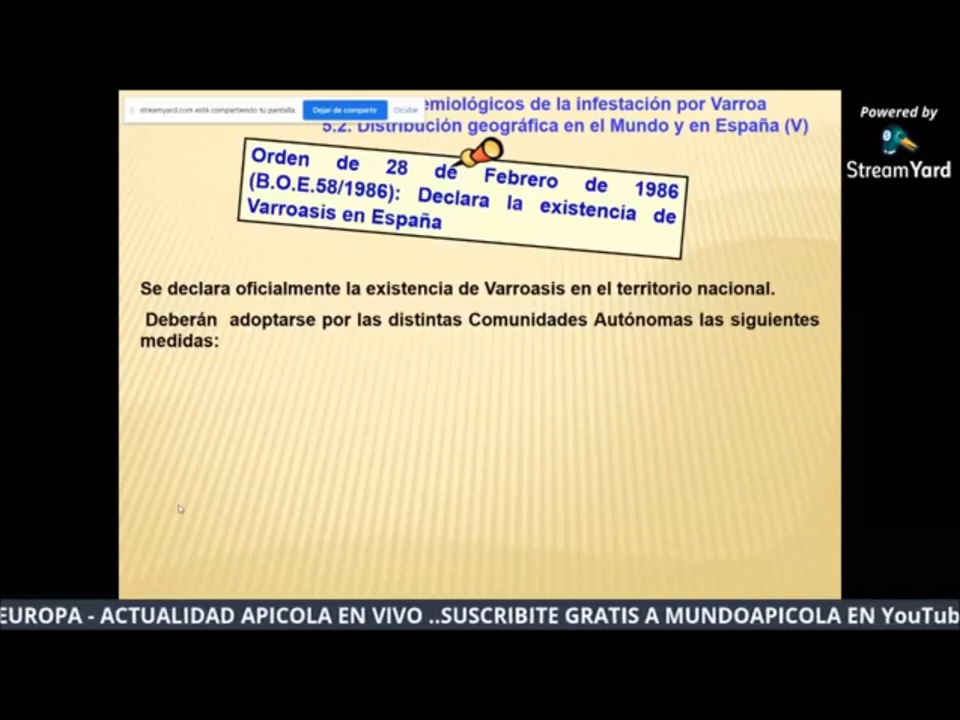 streamyard.com está compartiendo tu pantalla. Dejar de compartir Ocultar
emiológicos de la infestación por Varroa
5.2. Distribución geográfica en el Mundo y en España (V)
Orden de 28 de Febrero de 1986
(B.O.E.58/1986): Declara la existencia de
Varroasis en España
Se declara oficialmente la existencia de Varroasis en el territorio nacional.
Deberán adoptarse por las distintas Comunidades Autónomas las siguientes
medidas:
Powered by
StreamYard
EUROPA - ACTUALIDAD APICOLA EN VIVO ..SUSCRIBITE GRATIS A MUNDOAPICOLA EN YouTub